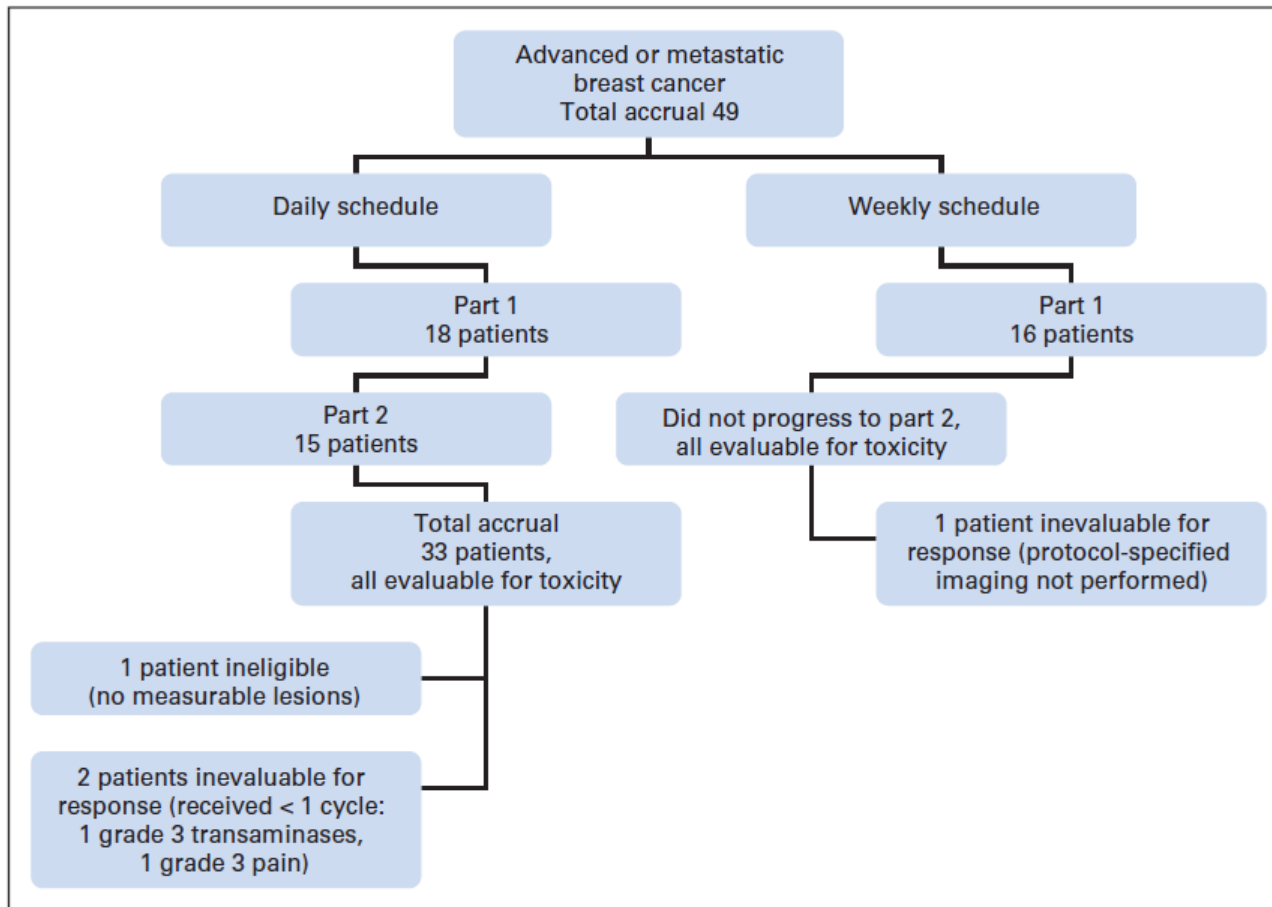 Advanced or metastatic
breast cancer
Total accrual 49
Daily schedule
Weekly schedule
Part 1
18 patients
Part 1
16 patients
Part 2
15 patients
Did not progress to part 2,
all evaluable for toxicity
Total accrual
33 patients,
all evaluable for toxicity
1 patient inevaluable for
response (protocol-specified
imaging not performed)
1 patient ineligible
(no measurable lesions)
2 patients inevaluable for
response (received < 1 cycle:
1 grade 3 transaminases,
1 grade 3 pain)